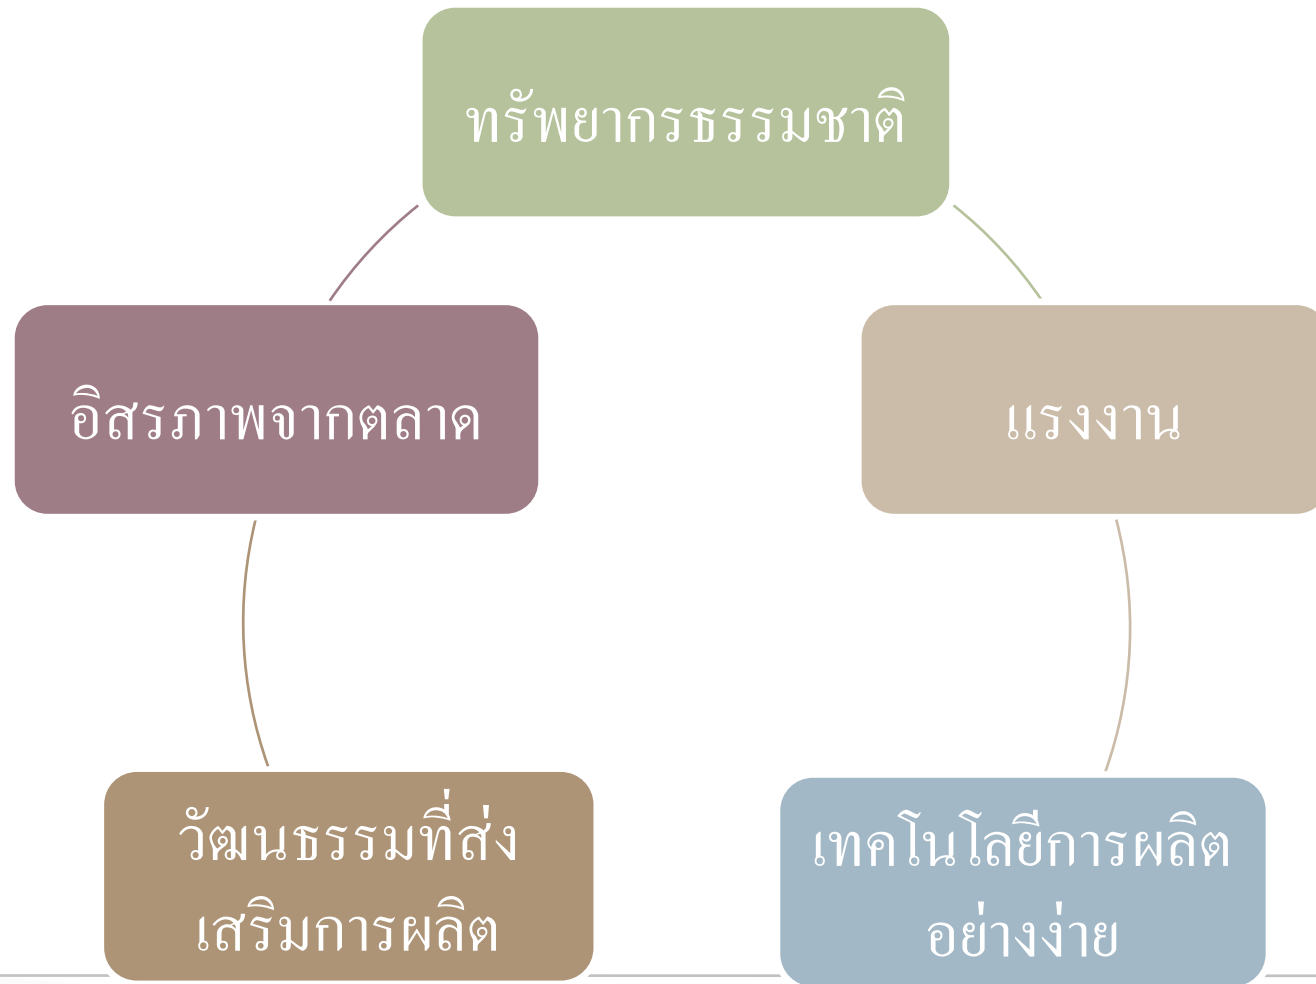 ทรัพยากรธรรมชาติ
อิสรภาพจากตลาด
แรงงาน
วัฒนธรรมที่ส่ง
เสริมการผลิต
เทคโนโลยีการผลิต
อย่างง่าย